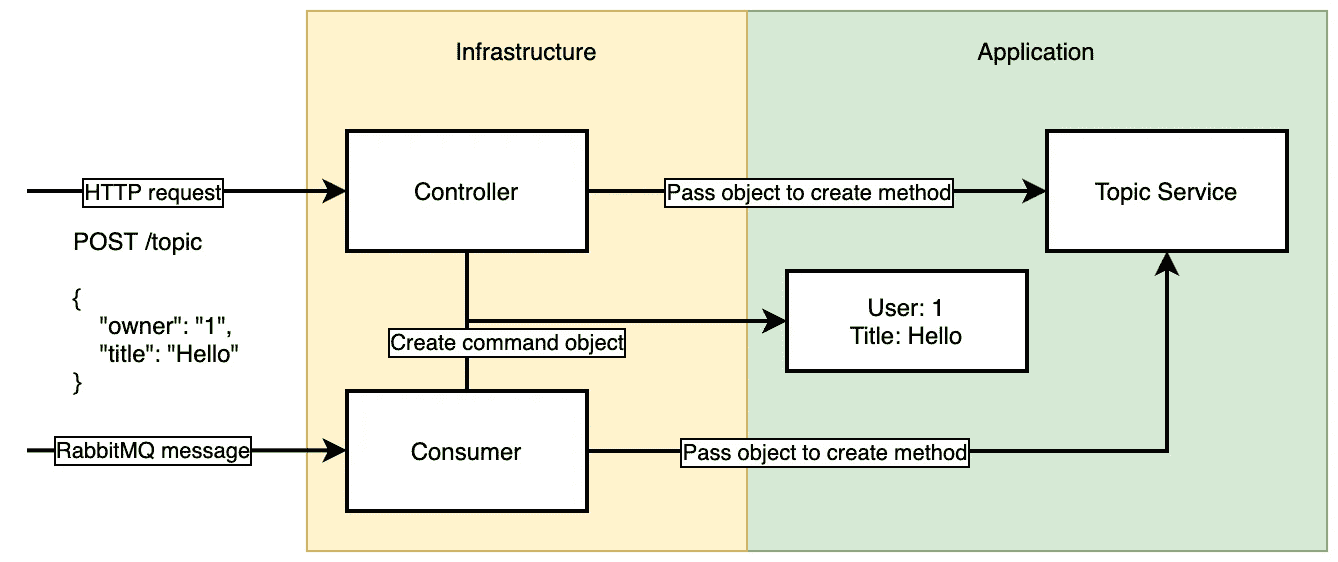 Infrastructure
Application
HTTP request
Controller
Pass object to create method
Topic Service
POST /topic
{
"owner": "1",
"title": "Hello"
}
User: 1
Title: Hello
Create command object
RabbitMQ message
Consumer
Pass object to create method